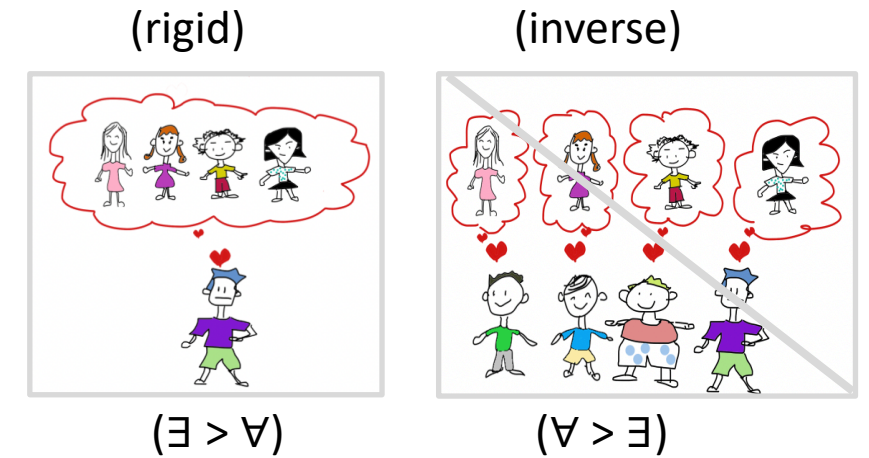 (rigid)
(inverse)
(∃ > ∀)
(∀ > ∃)